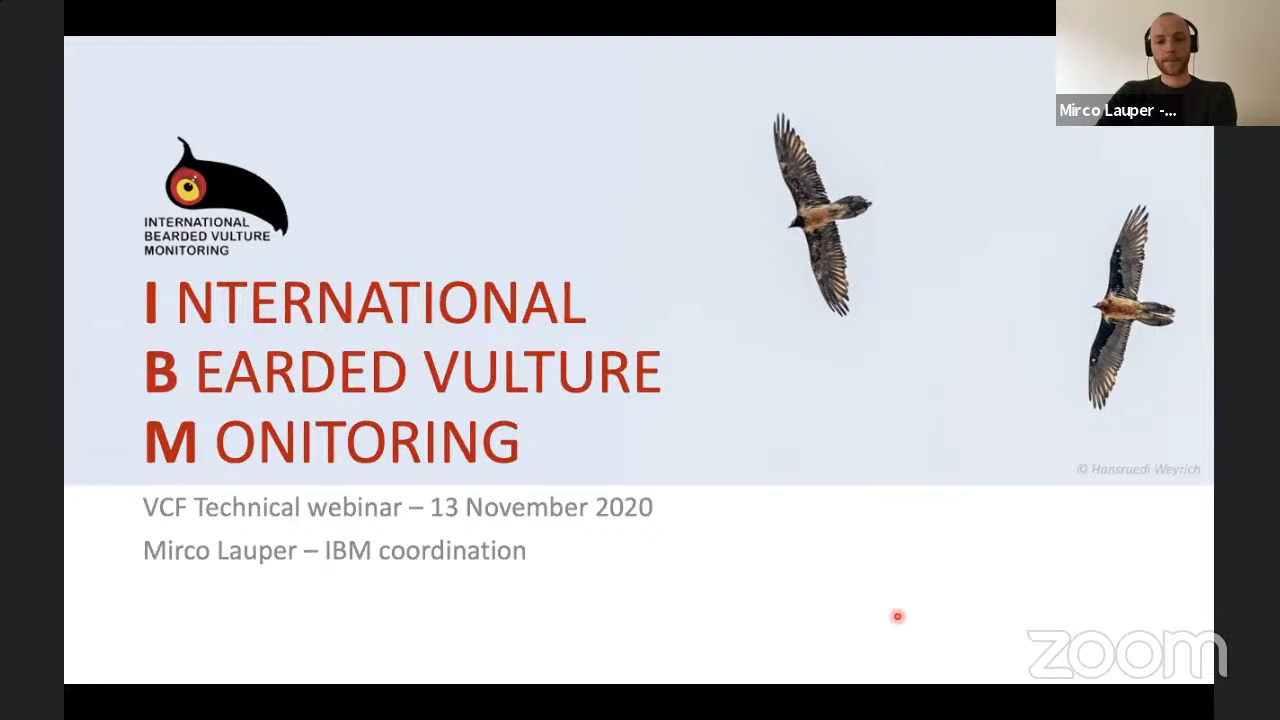 Mirco Lauper -...
INTERNATIONAL
BEARDED VULTURE
MONITORING
I NTERNATIONAL
B EARDED VULTURE
M ONITORING
© Hansruedi Weyrich
VCF Technical webinar – 13 November 2020
Mirco Lauper – IBM coordination
zoom